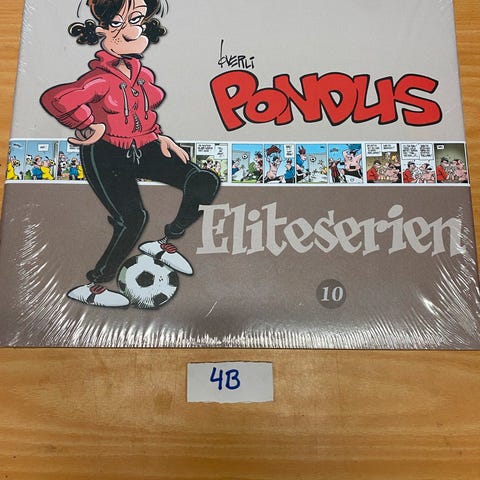 Øverli
PONDUS
Eliteserien
10
4B